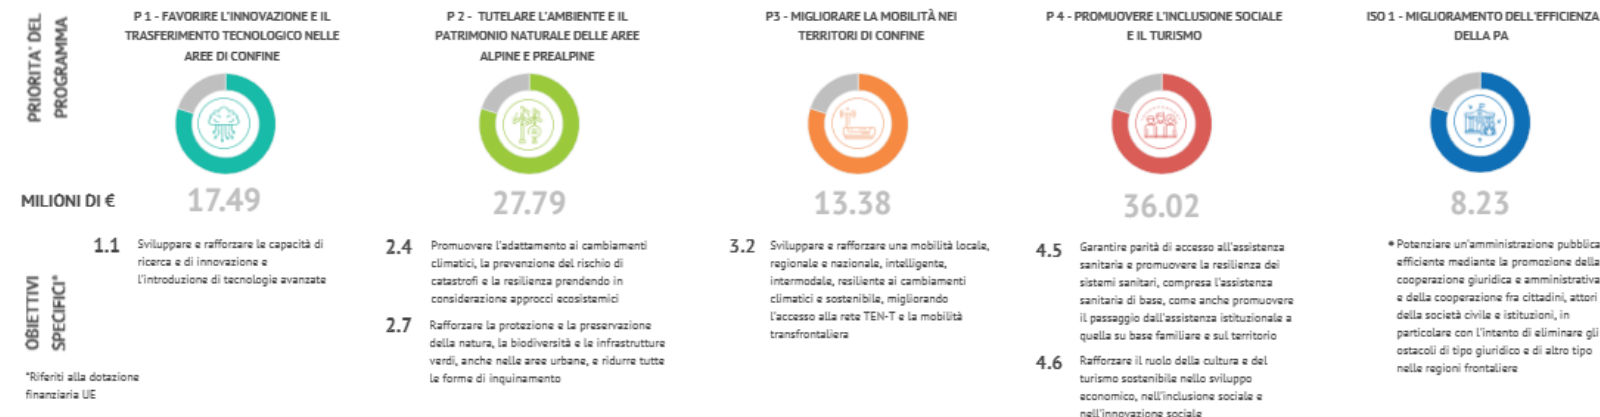 PRIORITA' DEL
PROGRAMMA
P 1 - FAVORIRE L'INNOVAZIONE E IL
TRASFERIMENTO TECNOLOGICO NELLE
AREE DI CONFINE
P 2 - TUTELARE L'AMBIENTE E IL
PATRIMONIO NATURALE DELLE AREE
ALPINE E PREALPINE
P3 - MIGLIORARE LA MOBILITÀ NEI
TERRITORI DI CONFINE
P 4 - PROMUOVERE L'INCLUSIONE SOCIALE
E IL TURISMO
ISO 1 - MIGLIORAMENTO DELL'EFFICIENZA
DELLA PA
MILIONI DI €
17.49
27.79
13.38
36.02
8.23
OBIETTIVI
SPECIFICI*
1.1 Sviluppare e rafforzare le capacità di
ricerca e di innovazione e
l'introduzione di tecnologie avanzate
2.4 Promuovere l'adattamento ai cambiamenti
climatici, la prevenzione del rischio di
catastrofi e la resilienza prendendo in
considerazione approcci ecosistemici
2.7 Rafforzare la protezione e la preservazione
della natura, la biodiversità e le infrastrutture
verdi, anche nelle aree urbane, e ridurre tutte
le forme di inquinamento
3.2 Sviluppare e rafforzare una mobilità locale,
regionale e nazionale, intelligente,
intermodale, resiliente ai cambiamenti
climatici e sostenibile, migliorando
l'accesso alla rete TEN-T e la mobilità
transfrontaliera
4.5 Garantire parità di accesso all'assistenza
sanitaria e promuovere la resilienza dei
sistemi sanitari, compresa l'assistenza
sanitaria di base, come anche promuovere
il passaggio dall'assistenza istituzionale a
quella su base familiare e sul territorio
4.6 Rafforzare il ruolo della cultura e del
turismo sostenibile nello sviluppo
economico, nell'inclusione sociale e
nell'innovazione sociale
• Potenziare un'amministrazione pubblica
efficiente mediante la promozione della
cooperazione giuridica e amministrativa
e della cooperazione fra cittadini, attori
della società civile e istituzioni, in
particolare con l'intento di eliminare gli
ostacoli di tipo giuridico e di altro tipo
nelle regioni frontaliere
*Riferiti alla dotazione
finanziaria UE